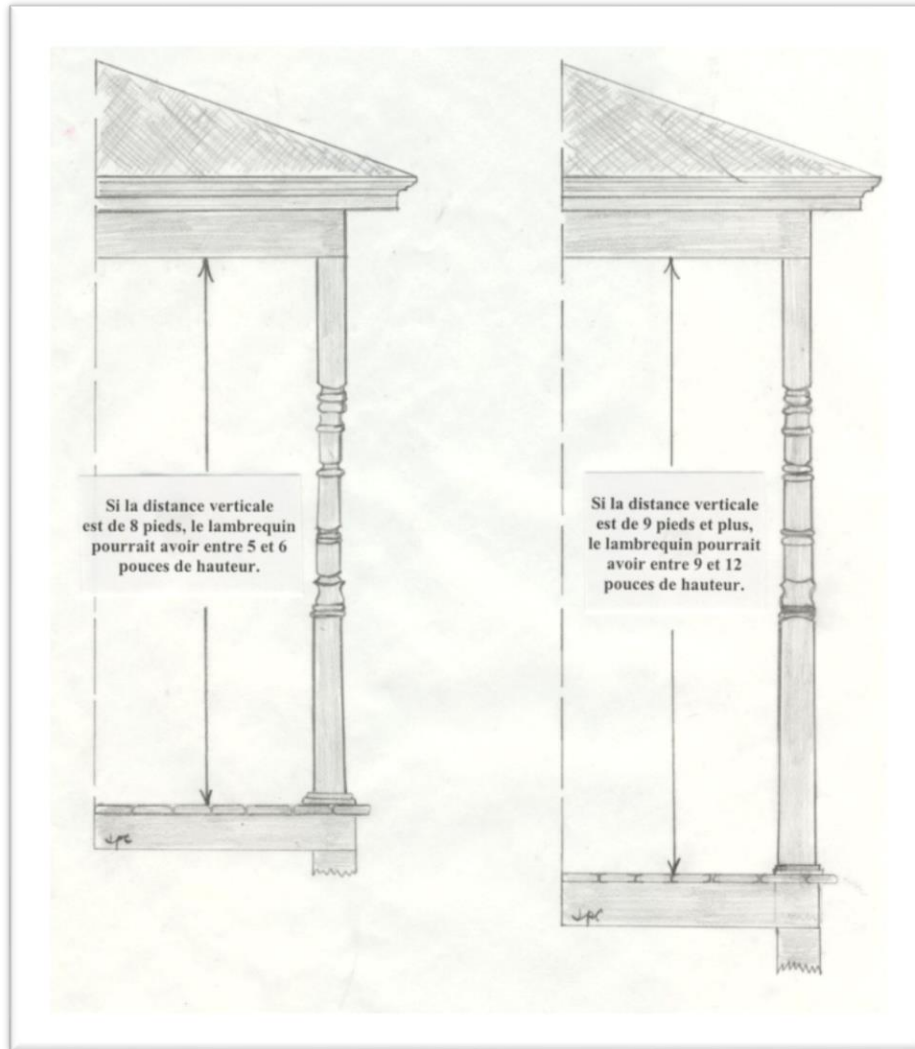 Si la distance verticale
est de 8 pieds, le lambrequin
pourrait avoir entre 5 et 6
pouces de hauteur.
Si la distance verticale
est de 9 pieds et plus,
le lambrequin pourrait
avoir entre 9 et 12
pouces de hauteur.